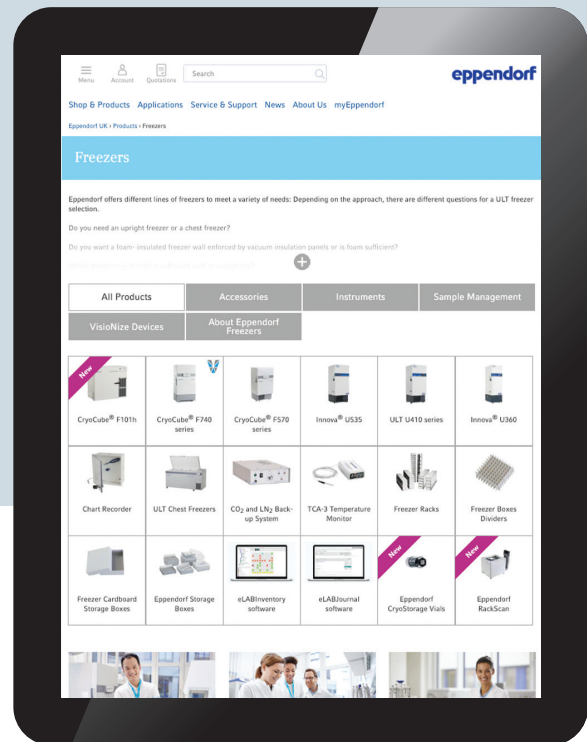 Menu Account Quotations Search
eppendorf
Shop & Products Applications Service & Support News About Us myEppendorf
Eppendorf UK › Products › Freezers
Freezers
Eppendorf offers different lines of freezers to meet a variety of needs: Depending on the approach, there are different questions for a ULT freezer
selection.
Do you need an upright freezer or a chest freezer?
Do you want a foam- insulated freezer wall enforced by vacuum insulation panels or is foam sufficient?
All Products Accessories Instruments Sample Management
VisioNize Devices About Eppendorf
Freezers
New
CryoCube® F101h CryoCube® F740
series CryoCube® F570
series Innova® U535 ULT U410 series Innova® U360
Chart Recorder ULT Chest Freezers CO2 and LN2 Back-
up System TCA-3 Temperature
Monitor Freezer Racks Freezer Boxes
Dividers
New New
Freezer Cardboard
Storage Boxes Eppendorf Storage
Boxes eLABInventory
software eLABJournal
software Eppendorf
CryoStorage Vials Eppendorf
RackScan